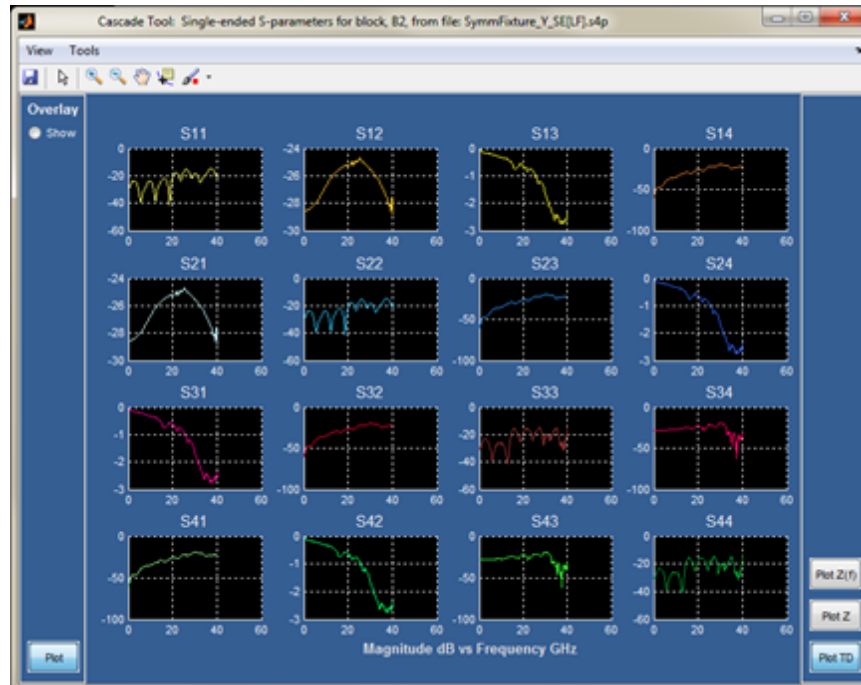 Cascade Tool: Single-ended S-parameters for block, B2, from file: SymmFixture_Y_SE[LF].s4p
View Tools
Overlay
Show
S11 S12 S13 S14
0 -24 0 0
-20 -26 -1 -50
-40 -28 -2
-60 -30 -3 -100
0 20 40 60 0 20 40 60 0 20 40 60 0 20 40 60
S21 S22 S23 S24
-24 0 0 0
-26 -20 -50 -1
-28 -40 -2
-30 -60 -100 -3
0 20 40 60 0 20 40 60 0 20 40 60 0 20 40 60
S31 S32 S33 S34
0 0 0 0
-1 -50 -20 -50
-2 -40
-3 -100 -60 -100
0 20 40 60 0 20 40 60 0 20 40 60 0 20 40 60
S41 S42 S43 S44
0 0 0 0
-50 -1 -50 -20
-2 -40
-100 -3 -100 -60
0 20 40 60 0 20 40 60 0 20 40 60 0 20 40 60
Magnitude dB vs Frequency GHz
Plot
Plot Z(f)
Plot Z
Plot TD